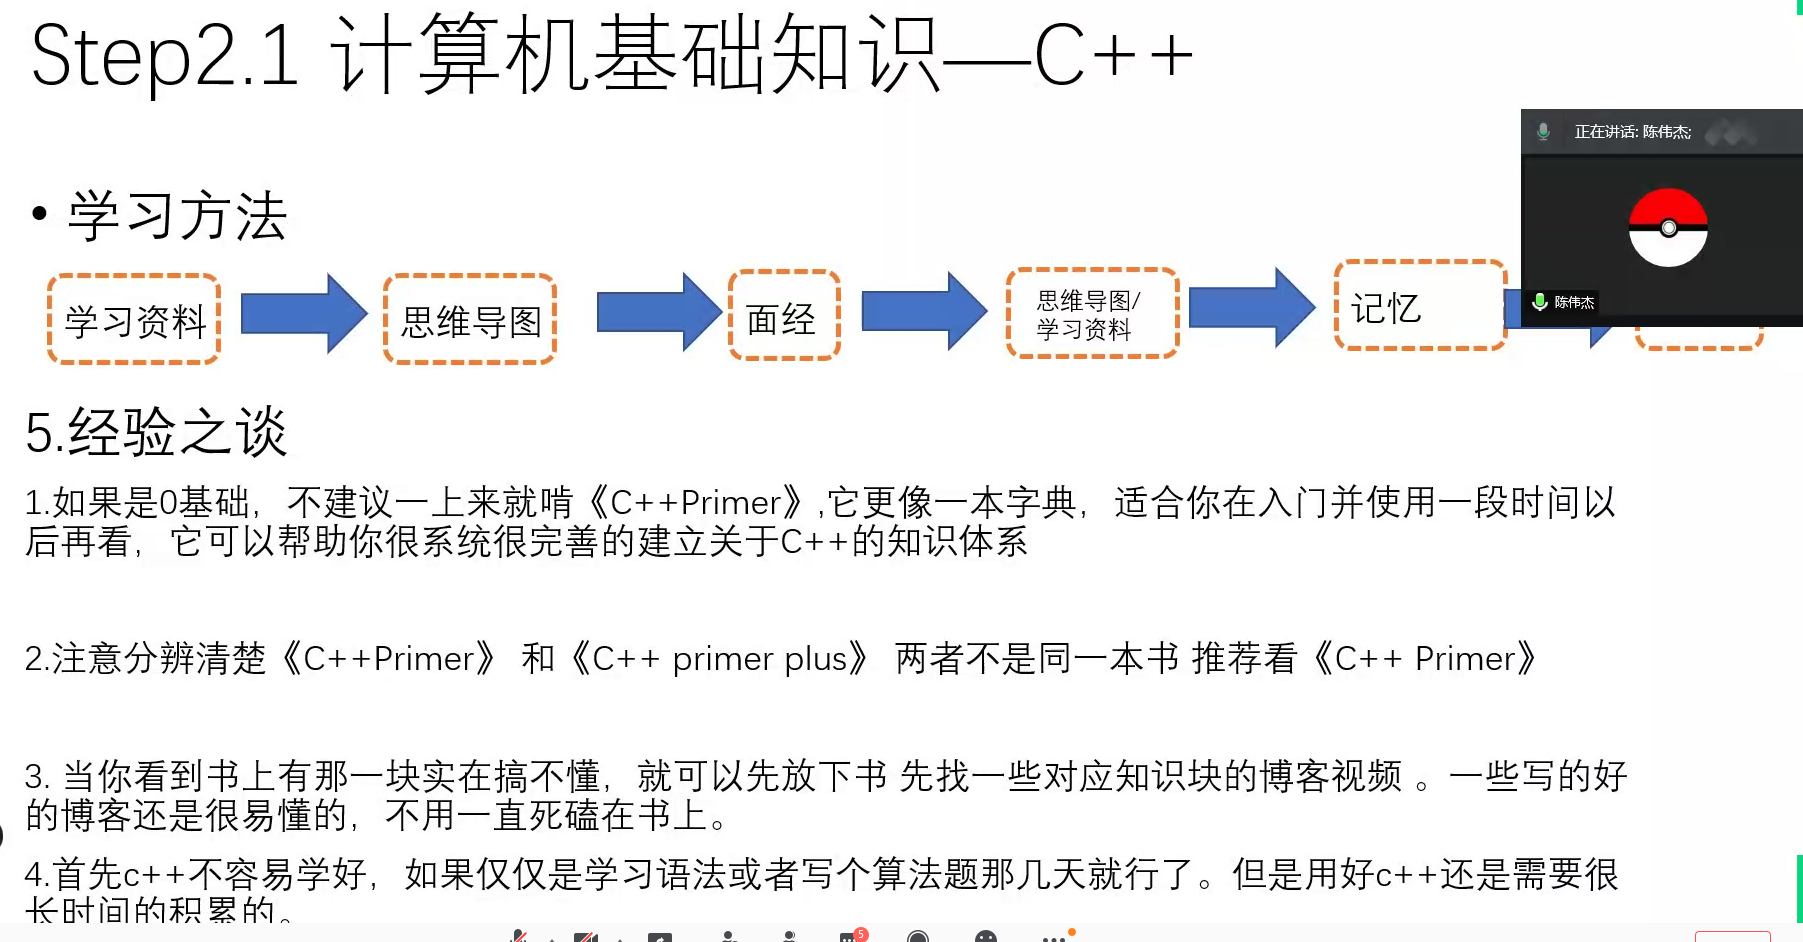 Step2.1 计算机基础知识—C++
正在讲话: 陈伟杰;
• 学习方法
学习资料
思维导图
面经
思维导图/
学习资料
记忆
陈伟杰
5.经验之谈
1.如果是0基础，不建议一上来就啃《C++Primer》,它更像一本字典，适合你在入门并使用一段时间以
后再看，它可以帮助你很系统很完善的建立关于C++的知识体系
2.注意分辨清楚《C++Primer》 和《C++ primer plus》 两者不是同一本书 推荐看《C++ Primer》
3. 当你看到书上有那一块实在搞不懂，就可以先放下书 先找一些对应知识块的博客视频 。一些写的好
的博客还是很易懂的，不用一直死磕在书上。
4.首先c++不容易学好，如果仅仅是学习语法或者写个算法题那几天就行了。但是用好c++还是需要很
长时间的积累的。
5